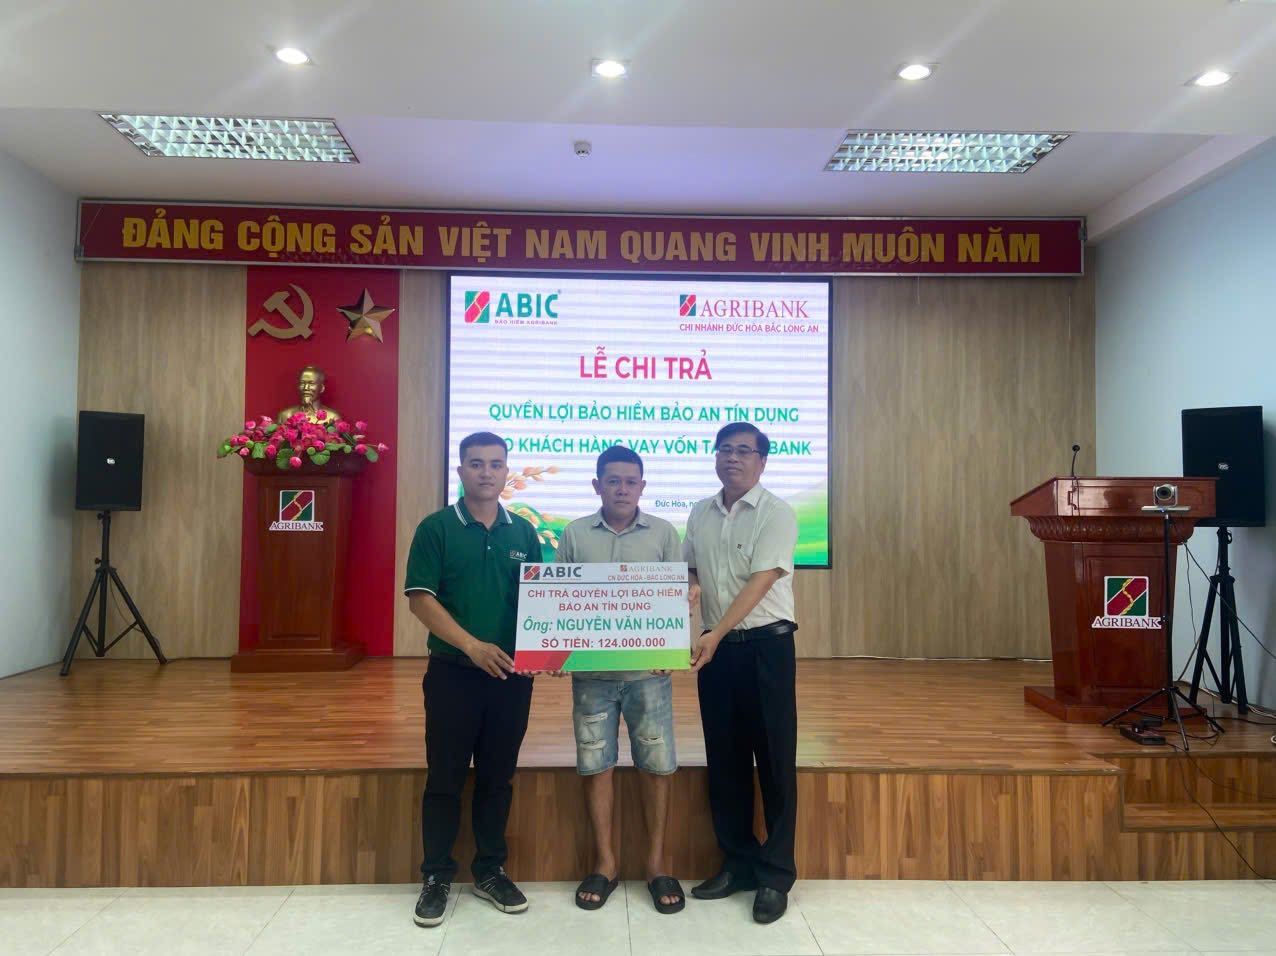 ĐẢNG CỘNG SẢN VIỆT NAM QUANG VINH MUÔN NĂM
ABIC
BẢO HIỂM AGRIBANK
AGRIBANK
CHI NHÁNH ĐỨC HÒA BẮC LONG AN
LỄ CHI TRẢ
QUYỀN LỢI BẢO HIỂM BẢO AN TÍN DỤNG
KHÁCH HÀNG VAY VỐN
Đức Hòa,
ABIC
ABIC
AGRIBANK
CN ĐỨC HÒA - BẮC LONG AN
CHI TRẢ QUYỀN LỢI BẢO HIỂM
BẢO AN TÍN DỤNG
Ông: NGUYỄN VĂN HOAN
SỐ TIỀN: 124.000.000
AGRIBANK
AGRIBANK